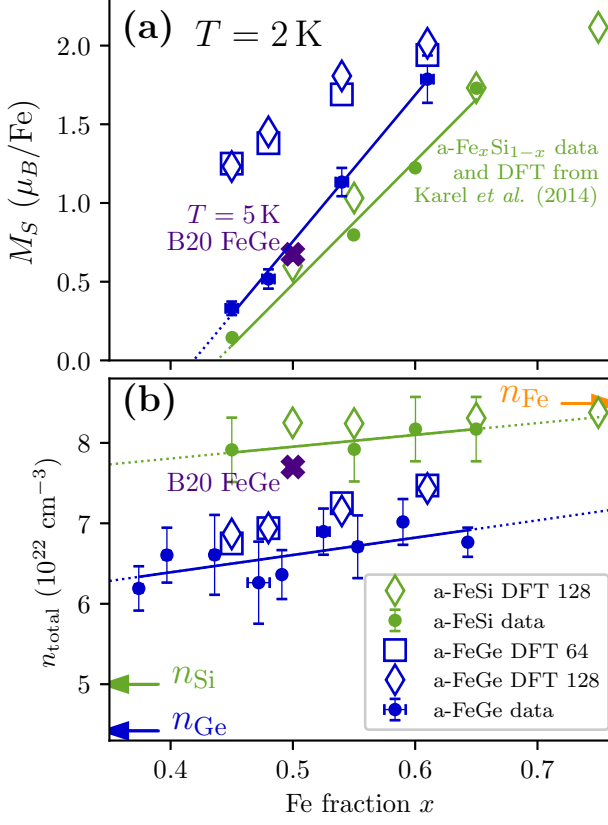 (a) T = 2 K
2.0
1.5
1.0
0.5
0.0
M_S (μ_B/Fe)
a-Fe_xSi_{1−x} data
and DFT from
Karel et al. (2014)
T = 5 K
B20 FeGe
(b)
n_Fe
8
7
6
5
n_total (10^22 cm^−3)
B20 FeGe
n_Si
n_Ge
a-FeSi DFT 128
a-FeSi data
a-FeGe DFT 64
a-FeGe DFT 128
a-FeGe data
0.4 0.5 0.6 0.7
Fe fraction x